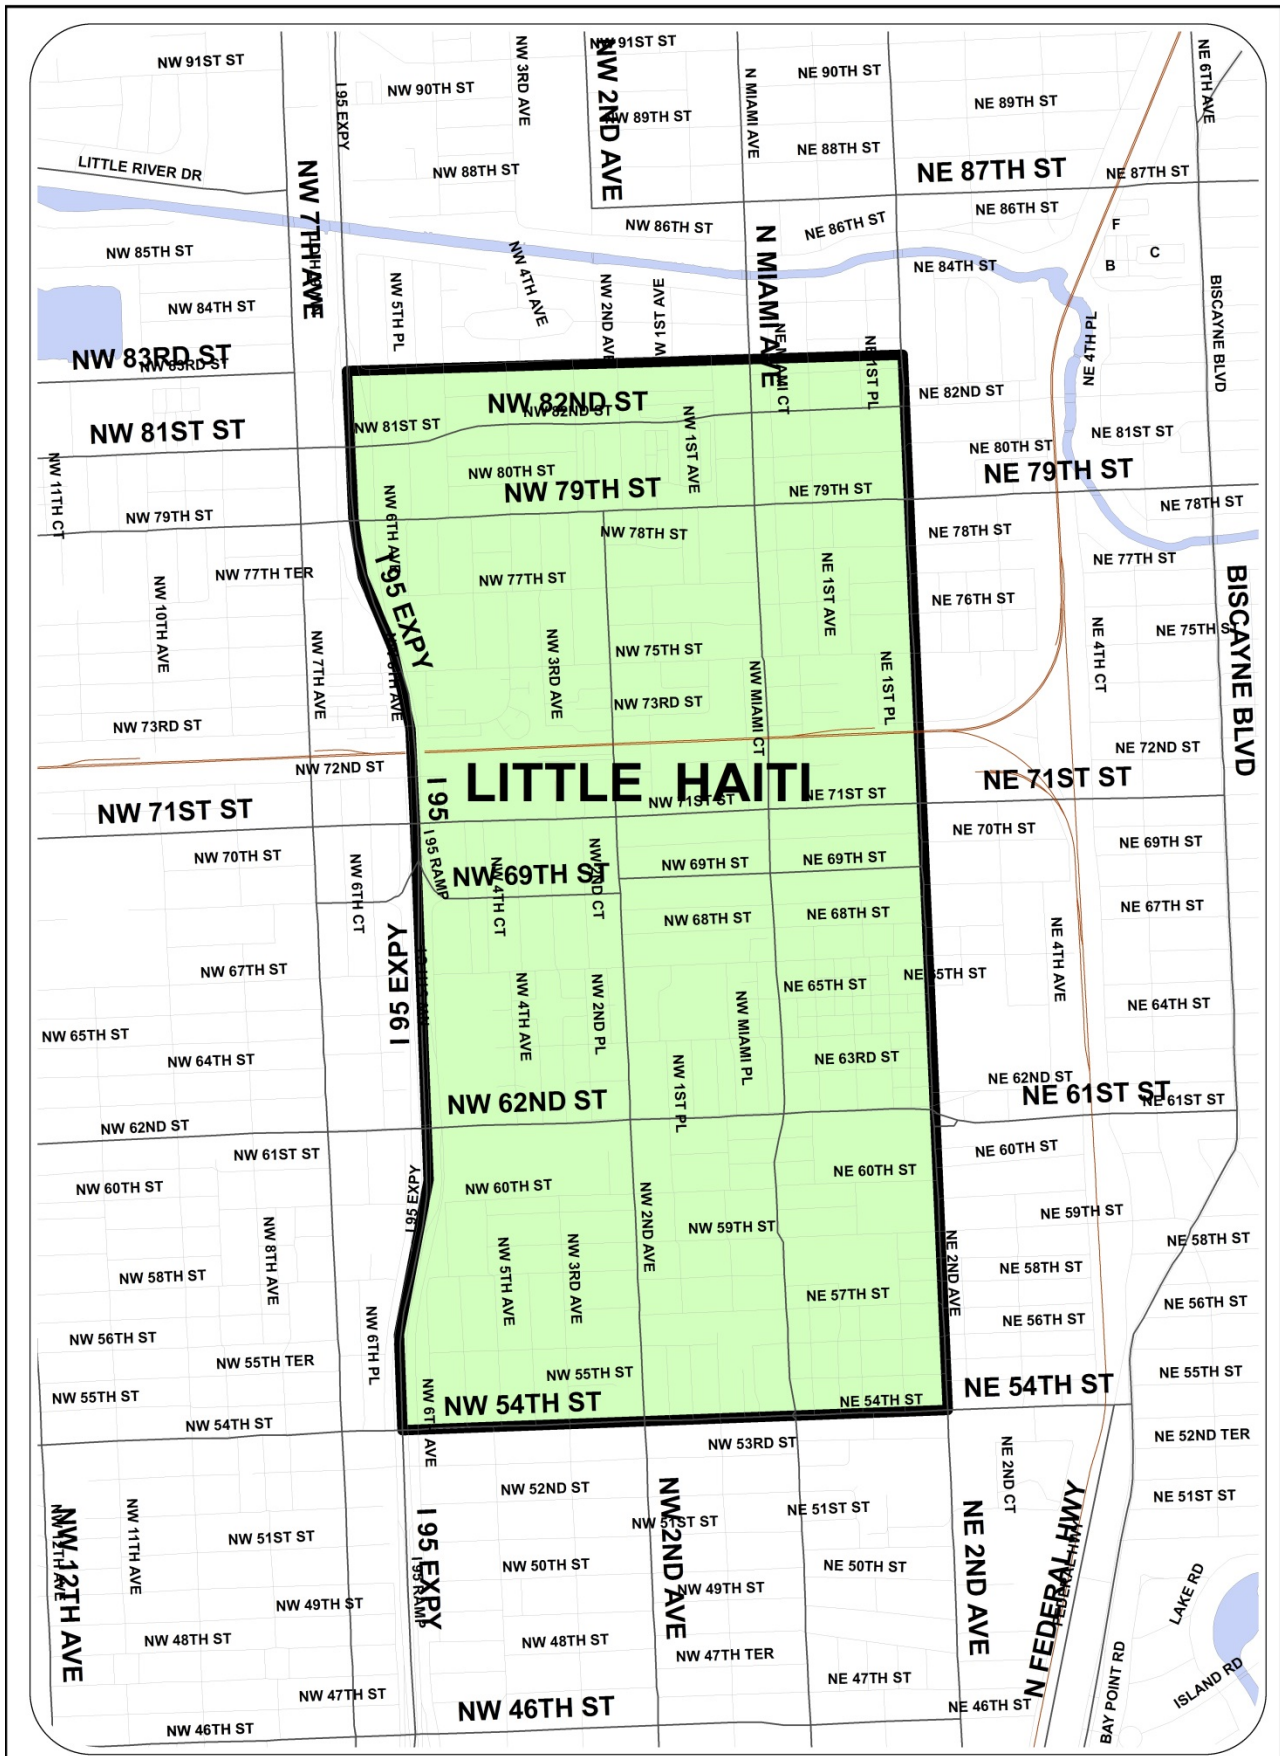 NW 91ST ST
NW 91ST ST
NE 90TH ST
NE 6TH AVE
NW 3RD AVE
NW 2ND AVE
I 95 EXPY
NW 90TH ST
N MIAMI AVE
NE 89TH ST
NW 89TH ST
NE 88TH ST
LITTLE RIVER DR
NW 88TH ST
NE 87TH ST
NE 87TH ST
NW 7TH AVE
NE 86TH ST
NW 86TH ST
NE 86TH ST
F
NW 85TH ST
C
B
NE 84TH ST
NW 4TH AVE
N MIAMI AVE
NW 5TH PL
NW 2ND AVE
W 1ST AVE
BISCAYNE BLVD
NW 84TH ST
NE 4TH PL
NW 83RD ST
NW 83RD ST
NE MIAMI CT
NE 1ST PL
NE 82ND ST
NW 82ND ST
NW 82ND ST
NW 81ST ST
NW 81ST ST
NE 81ST ST
NW 1ST AVE
NE 80TH ST
NW 80TH ST
NE 79TH ST
NW 79TH ST
NE 79TH ST
NW 11TH CT
NW 6TH AVE
NE 78TH ST
NW 79TH ST
NW 78TH ST
NE 78TH ST
NE 77TH ST
NW 77TH TER
NW 77TH ST
NW 10TH AVE
I 95 EXPY
NE 1ST AVE
NE 76TH ST
BISCAYNE BLVD
NE 75TH ST
NW 7TH AVE
NW 3RD AVE
NW 75TH ST
NE 4TH CT
NW MIAMI CT
NE 1ST PL
NW 73RD ST
NW 73RD ST
NE 72ND ST
NW 72ND ST
LITTLE HAITI
NE 71ST ST
I 95
NW 71ST ST
NE 71ST ST
NW 71ST ST
NE 70TH ST
NE 69TH ST
NW 70TH ST
I 95 RAMP
NW 69TH ST
NW 69TH ST
NE 69TH ST
NW 6TH CT
NW 4TH CT
NW 2ND CT
NE 67TH ST
NW 68TH ST
NE 68TH ST
I 95 EXPY
NE 4TH AVE
NW 67TH ST
NE 65TH ST
NE 65TH ST
NW 4TH AVE
NW 2ND PL
NW MIAMI PL
NE 64TH ST
NW 65TH ST
NW 64TH ST
NE 63RD ST
NW 1ST PL
NE 62ND ST
NE 61ST ST
NE 61ST ST
NW 62ND ST
NW 62ND ST
NW 61ST ST
NE 60TH ST
NE 60TH ST
NW 60TH ST
NW 60TH ST
I 95 EXPY
NW 2ND AVE
NE 59TH ST
NW 59TH ST
NE 58TH ST
NW 8TH AVE
NW 5TH AVE
NW 3RD AVE
NE 2ND AVE
NW 58TH ST
NE 58TH ST
NE 57TH ST
NE 56TH ST
NE 56TH ST
NW 56TH ST
NW 6TH PL
NW 55TH TER
NW 55TH ST
NE 55TH ST
NW 55TH ST
NE 54TH ST
NW 54TH ST
NE 54TH ST
NW 6TH AVE
NW 54TH ST
NE 52ND TER
NW 53RD ST
NE 2ND CT
NW 52ND ST
NE 51ST ST
NE 51ST ST
NW 51ST ST
NW 51ST ST
NW 12TH AVE
NW 12TH AVE
NW 11TH AVE
I 95 EXPY
I 95 RAMP
NW 2ND AVE
NE 2ND AVE
N FEDERAL HWY
FEDERAL HWY
NW 50TH ST
NE 50TH ST
NW 49TH ST
NW 49TH ST
LAKE RD
NW 48TH ST
NW 48TH ST
NW 47TH TER
NE 47TH ST
ISLAND RD
BAY POINT RD
NW 47TH ST
NW 46TH ST
NE 46TH ST
NW 46TH ST